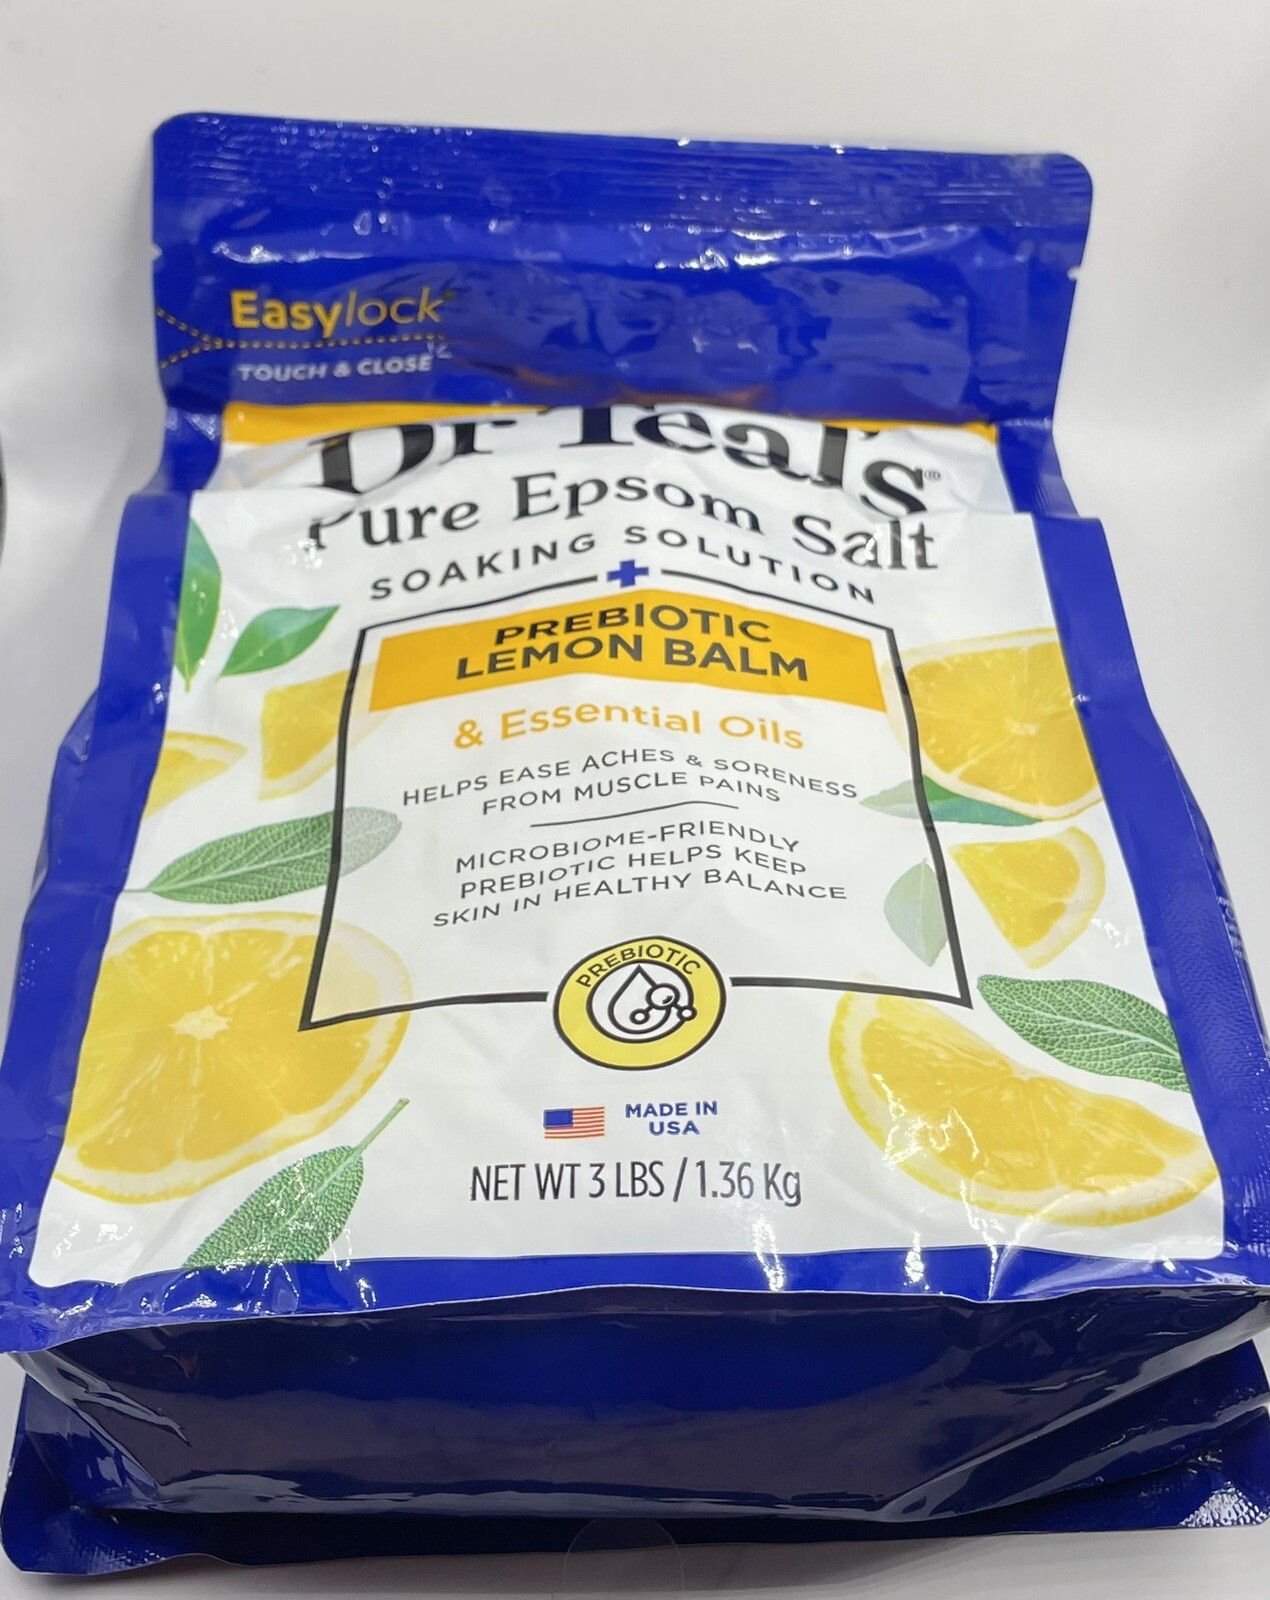 Easylock®
TOUCH & CLOSE
Dr Teal's®
Pure Epsom Salt
SOAKING SOLUTION
PREBIOTIC
LEMON BALM
& Essential Oils
HELPS EASE ACHES & SORENESS
FROM MUSCLE PAINS
MICROBIOME-FRIENDLY
PREBIOTIC HELPS KEEP
SKIN IN HEALTHY BALANCE
PREBIOTIC
MADE IN
USA
NET WT 3 LBS / 1.36 Kg